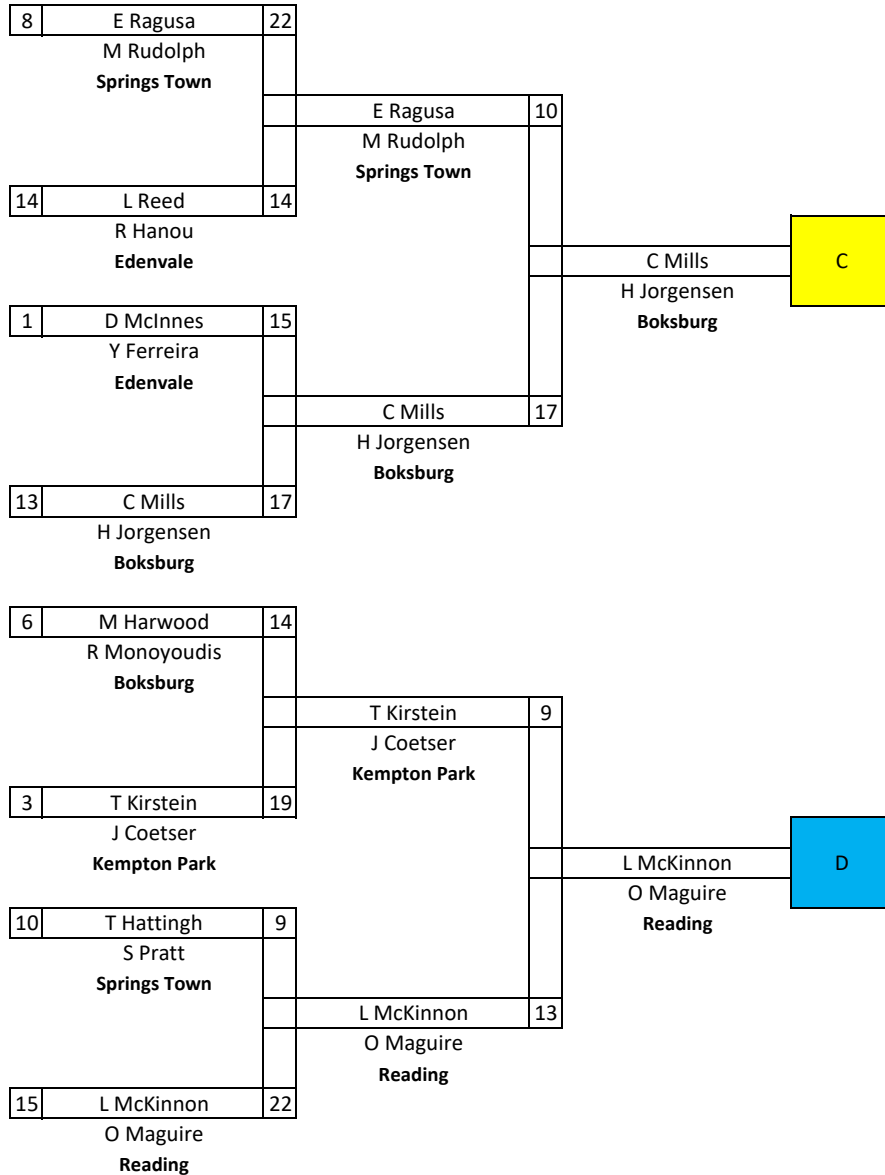 8 E Ragusa 22
M Rudolph
Springs Town
E Ragusa 10
M Rudolph
Springs Town
14 L Reed 14
R Hanou
Edenvale
C Mills C
H Jorgensen
Boksburg
1 D McInnes 15
Y Ferreira
Edenvale
C Mills 17
H Jorgensen
Boksburg
13 C Mills 17
H Jorgensen
Boksburg
6 M Harwood 14
R Monoyoudis
Boksburg
T Kirstein 9
J Coetser
Kempton Park
3 T Kirstein 19
J Coetser
Kempton Park
L McKinnon D
O Maguire
Reading
10 T Hattingh 9
S Pratt
Springs Town
L McKinnon 13
O Maguire
Reading
15 L McKinnon 22
O Maguire
Reading